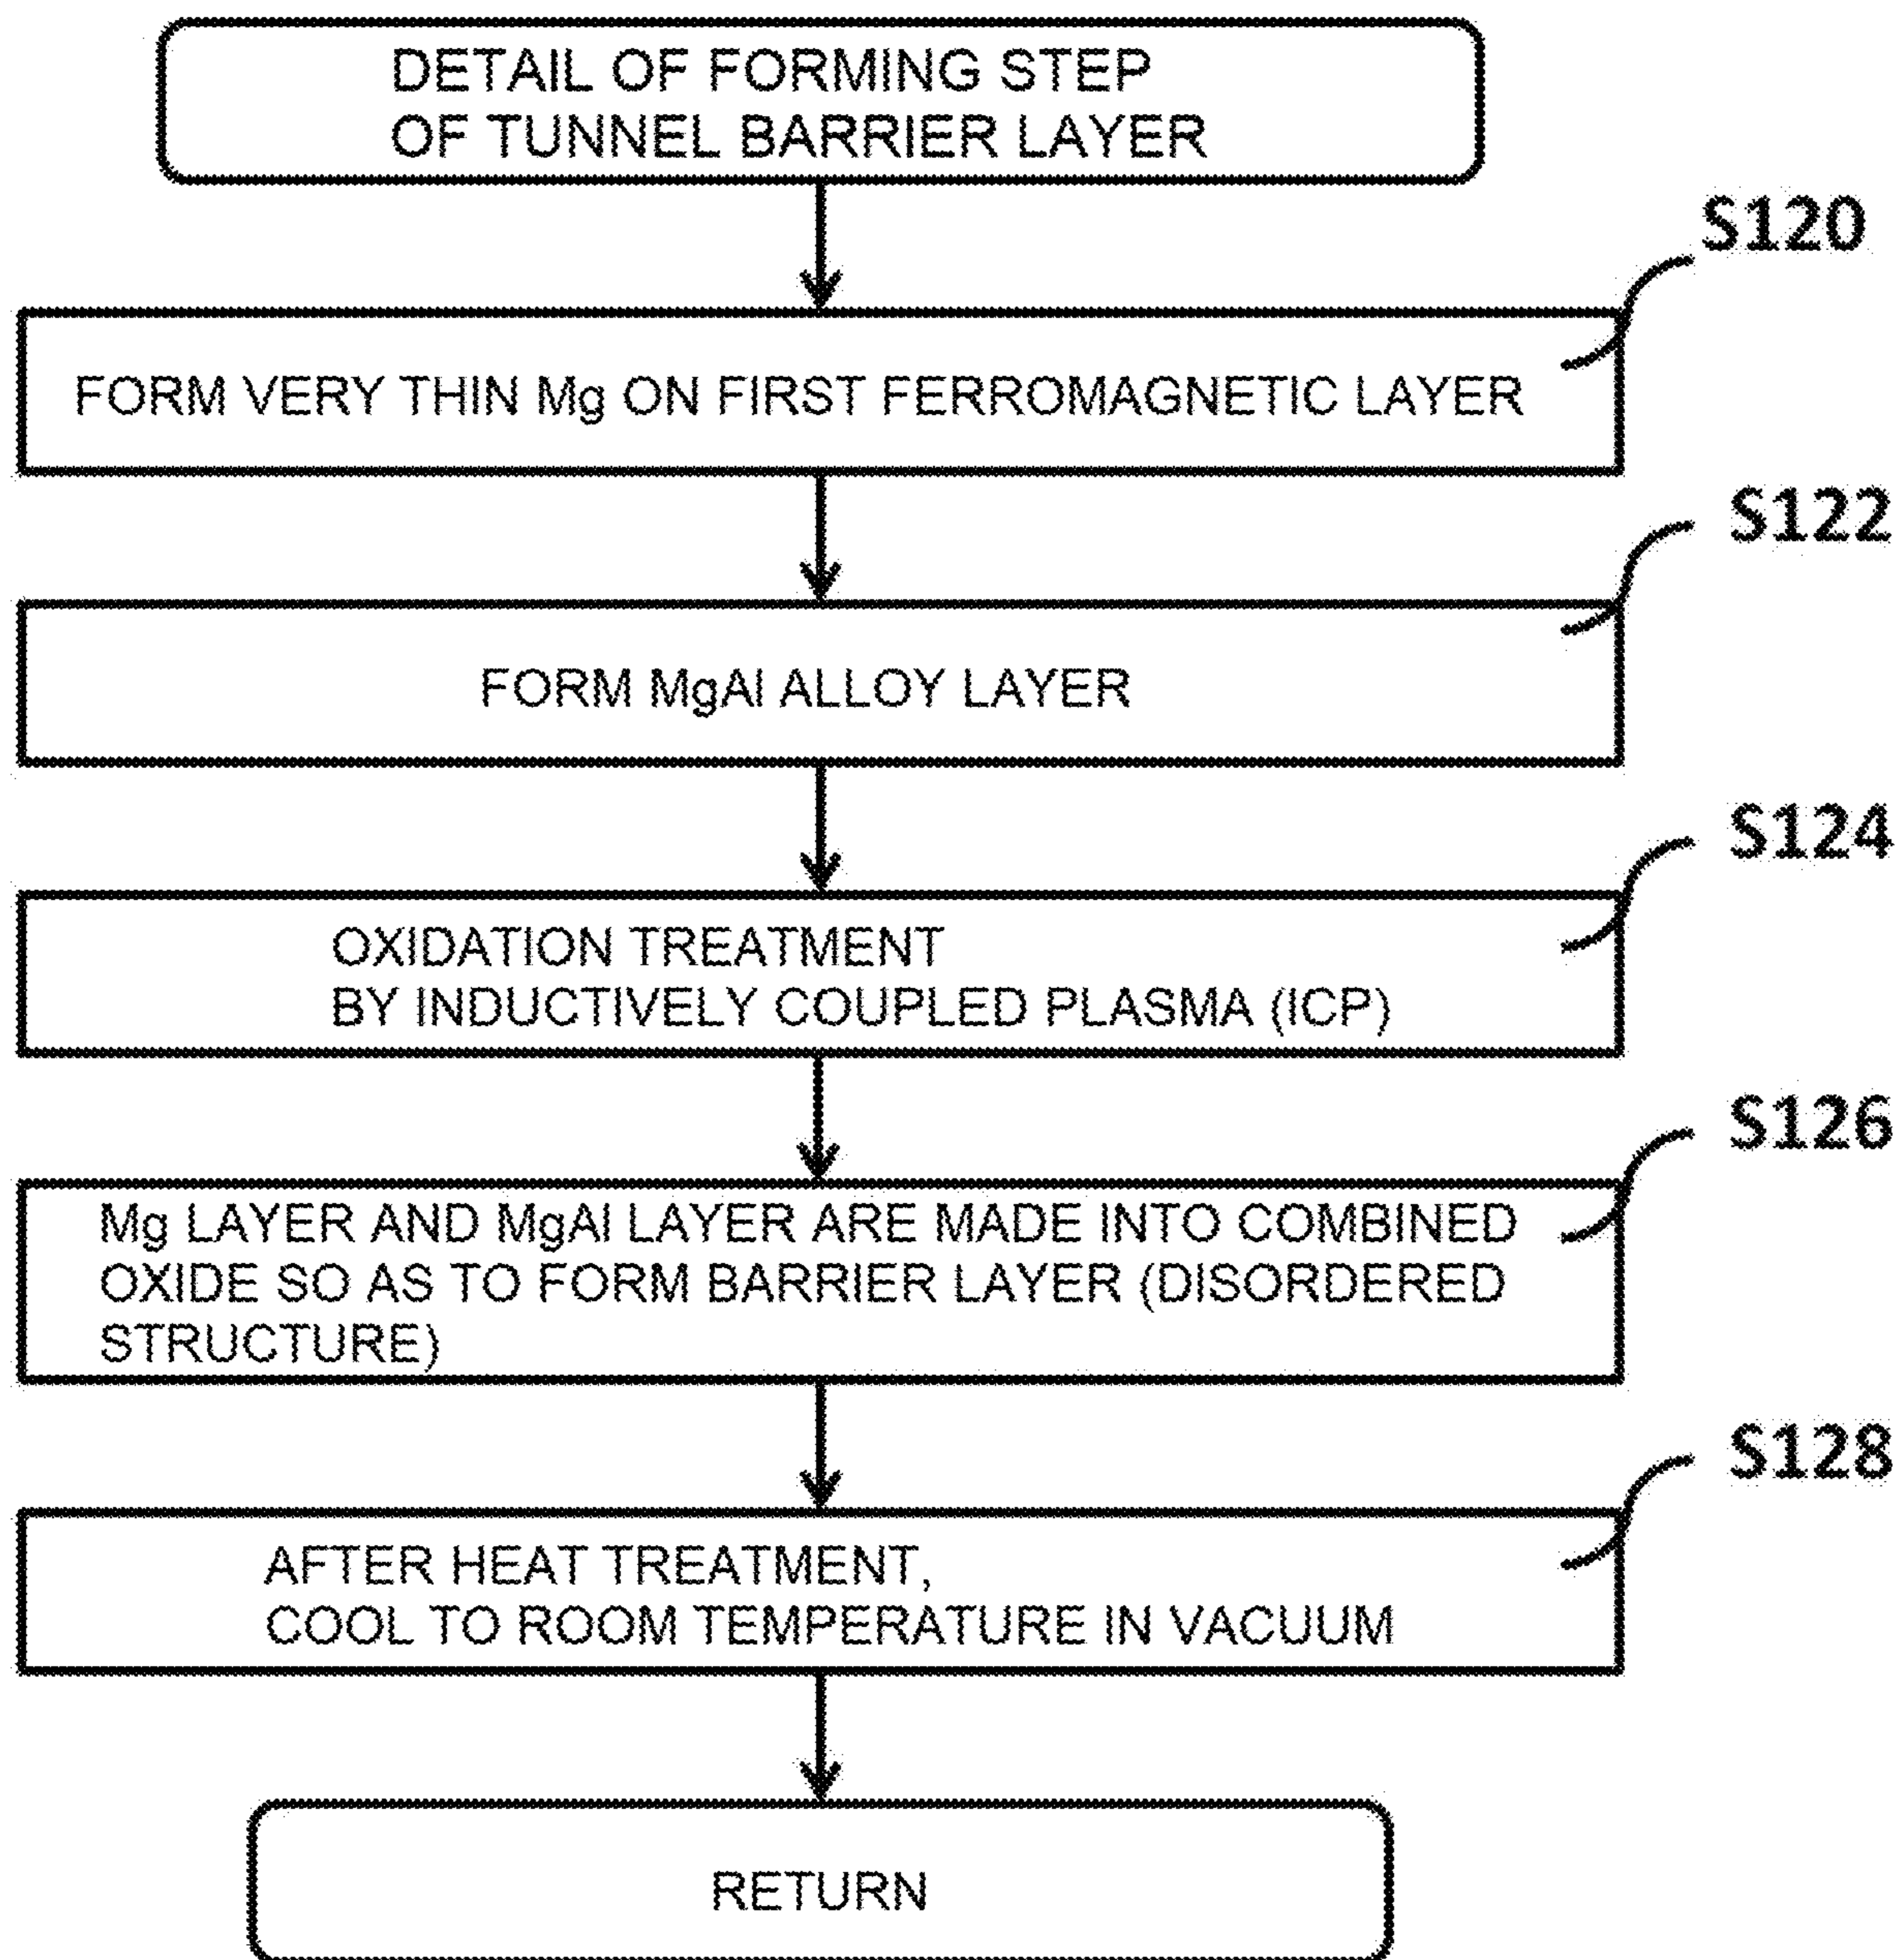 DETAIL OF FORMING STEP
OF TUNNEL BARRIER LAYER
S120
FORM VERY THIN Mg ON FIRST FERROMAGNETIC LAYER
S122
FORM MgAl ALLOY LAYER
S124
OXIDATION TREATMENT
BY INDUCTIVELY COUPLED PLASMA (ICP)
S126
Mg LAYER AND MgAl LAYER ARE MADE INTO COMBINED
OXIDE SO AS TO FORM BARRIER LAYER (DISORDERED
STRUCTURE)
S128
AFTER HEAT TREATMENT,
COOL TO ROOM TEMPERATURE IN VACUUM
RETURN